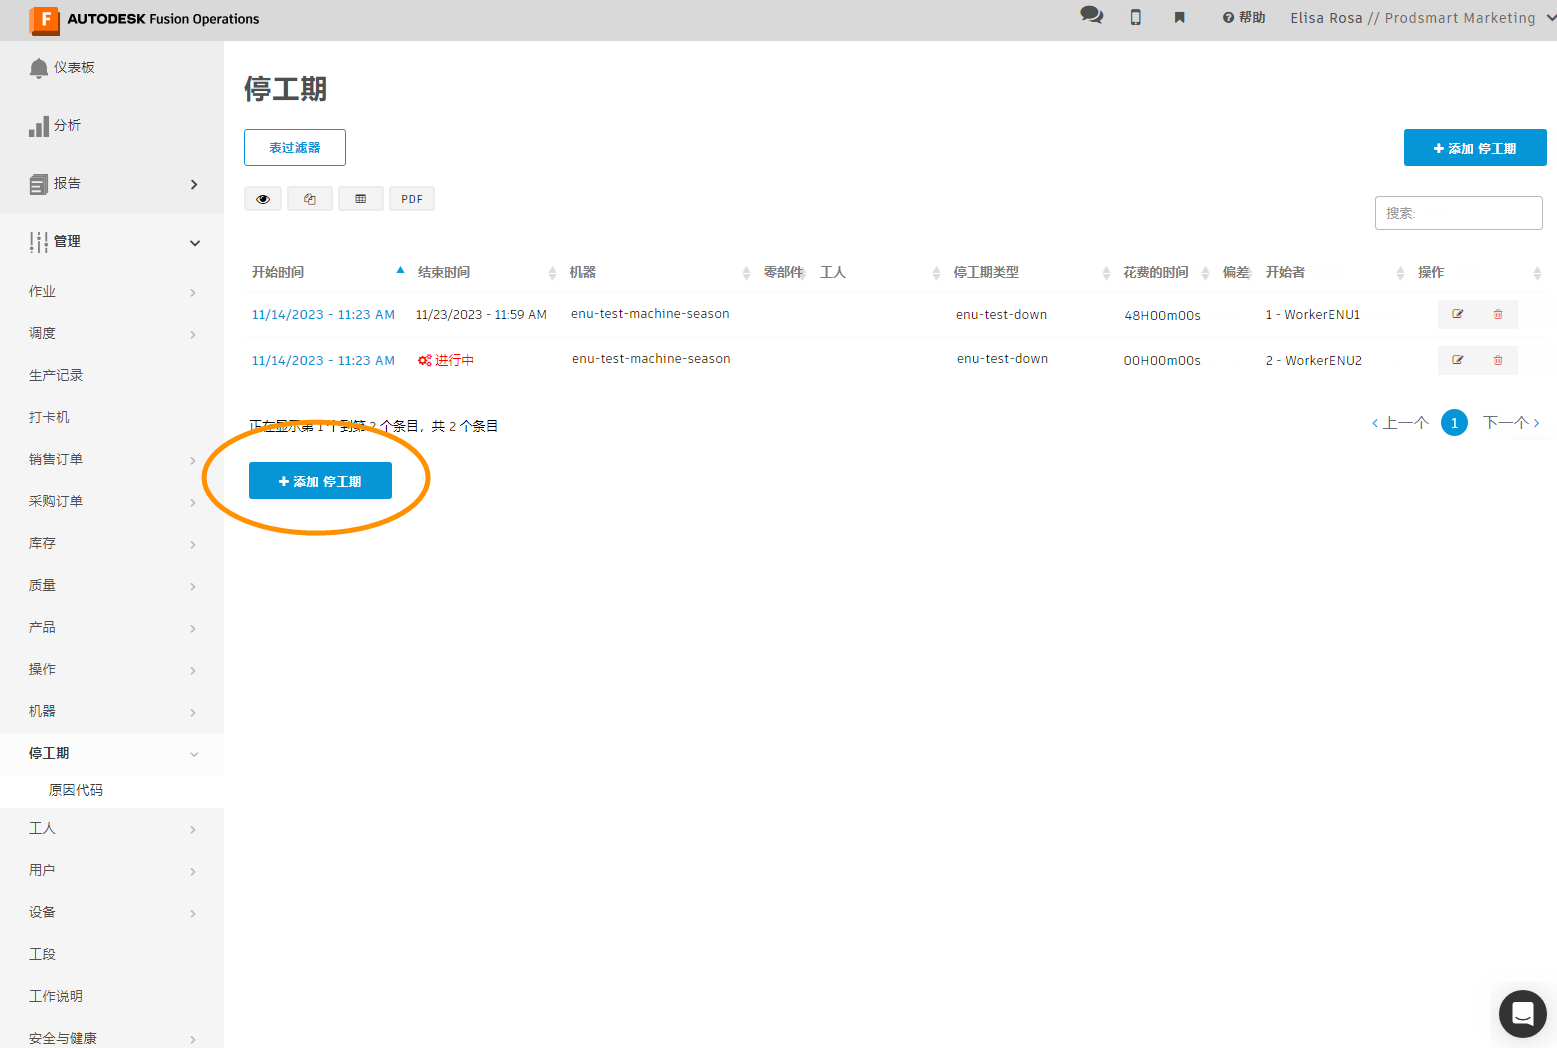 F AUTODESK Fusion Operations
帮助
Elisa Rosa // Prodsmart Marketing
仪表板
分析
报告
管理
作业
调度
生产记录
打卡机
销售订单
采购订单
库存
质量
产品
操作
机器
停工期
原因代码
工人
用户
设备
工段
工作说明
安全与健康
停工期
表过滤器
+ 添加 停工期
PDF
搜索:
开始时间 结束时间 机器 零部件 工人 停工期类型 花费的时间 偏差 开始者 操作
11/14/2023 - 11:23 AM 11/23/2023 - 11:59 AM enu-test-machine-season enu-test-down 48H00m00s 1 - WorkerENU1
11/14/2023 - 11:23 AM 进行中 enu-test-machine-season enu-test-down 00H00m00s 2 - WorkerENU2
正在显示第 1 个到第 2 个条目，共 2 个条目
‹ 上一个 1 下一个 ›
+ 添加 停工期